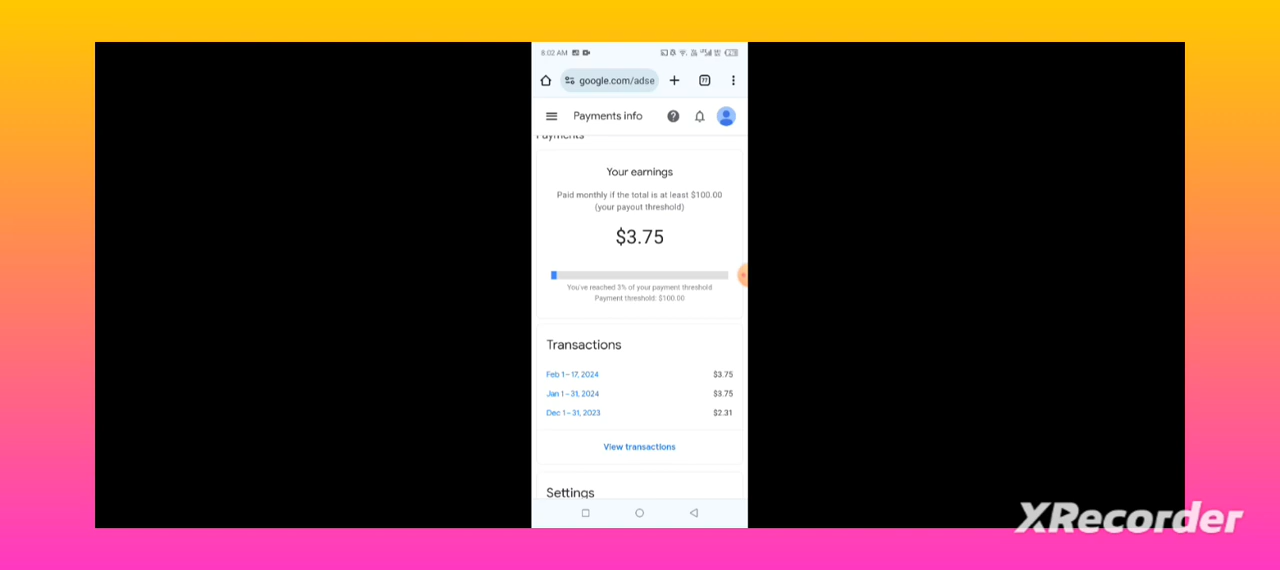 8:02 AM
google.com/adse
77
Payments info
Payments
Your earnings
Paid monthly if the total is at least $100.00
(your payout threshold)
$3.75
You've reached 3% of your payment threshold
Payment threshold: $100.00
Transactions
Feb 1–17, 2024 $3.75
Jan 1–31, 2024 $3.75
Dec 1–31, 2023 $2.31
View transactions
Settings
XRecorder